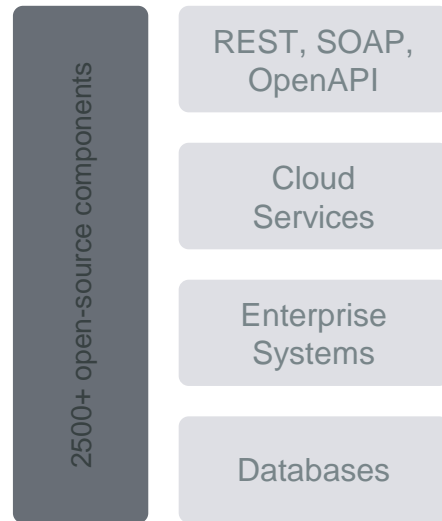 2500+ open-source components
REST, SOAP,
OpenAPI
Cloud
Services
Enterprise
Systems
Databases